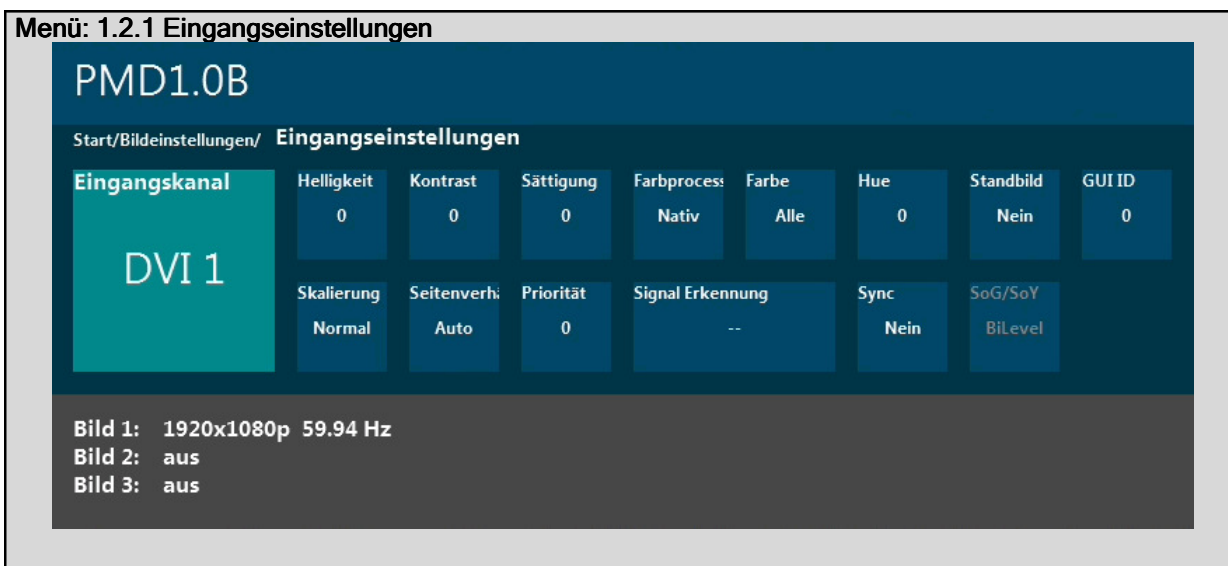 Menü: 1.2.1 Eingangseinstellungen
PMD1.0B
Start/Bildeinstellungen/ Eingangseinstellungen
Eingangskanal Helligkeit Kontrast Sättigung Farbprocess Farbe Hue Standbild GUI ID
0 0 0 Nativ Alle 0 Nein 0
DVI 1
Skalierung Seitenverhä Priorität Signal Erkennung Sync SoG/SoY
Normal Auto 0 -- Nein BiLevel
Bild 1: 1920x1080p 59.94 Hz
Bild 2: aus
Bild 3: aus